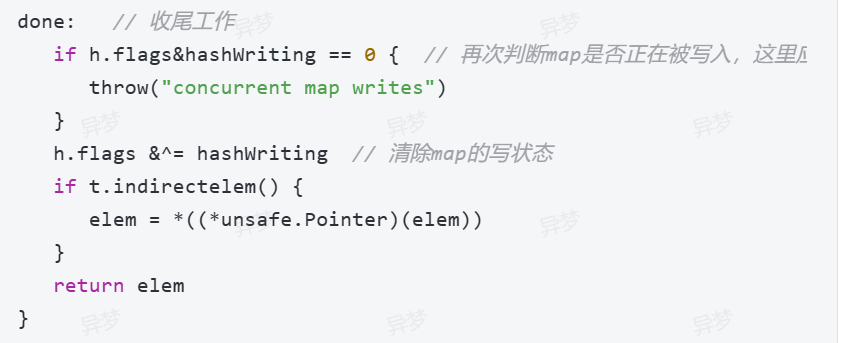 done:   // 收尾工作
   if h.flags&hashWriting == 0 {  // 再次判断map是否正在被写入，这里应
      throw("concurrent map writes")
   }
   h.flags &^= hashWriting  // 清除map的写状态
   if t.indirectelem() {
      elem = *((*unsafe.Pointer)(elem))
   }
   return elem
}
异梦
异梦
异梦
异梦
异梦
异梦
异梦
异梦
异梦
异梦